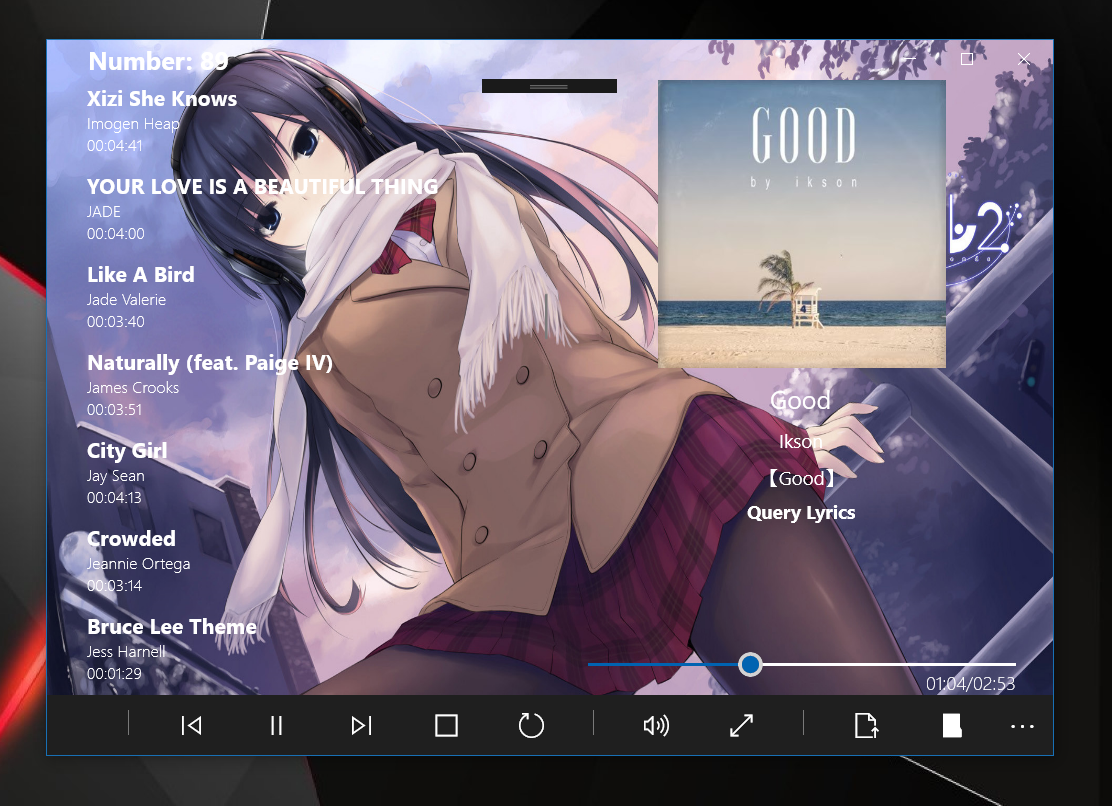 Number: 89
Xizi She Knows
Imogen Heap
00:04:41
YOUR LOVE IS A BEAUTIFUL THING
JADE
00:04:00
Like A Bird
Jade Valerie
00:03:40
Naturally (feat. Paige IV)
James Crooks
00:03:51
City Girl
Jay Sean
00:04:13
Crowded
Jeannie Ortega
00:03:14
Bruce Lee Theme
Jess Harnell
00:01:29
GOOD
by ikson
2
Good
Ikson
【Good】
Query Lyrics
01:04/02:53